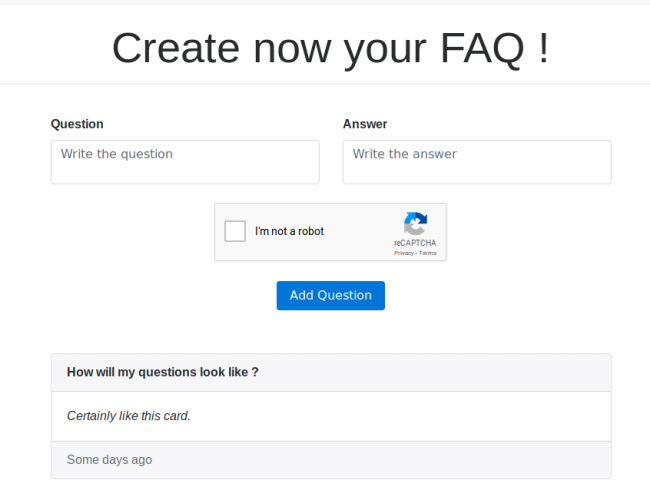 Create now your FAQ !
Question
Answer
Write the question
Write the answer
I'm not a robot
reCAPTCHA
Privacy - Terms
Add Question
How will my questions look like ?
Certainly like this card.
Some days ago